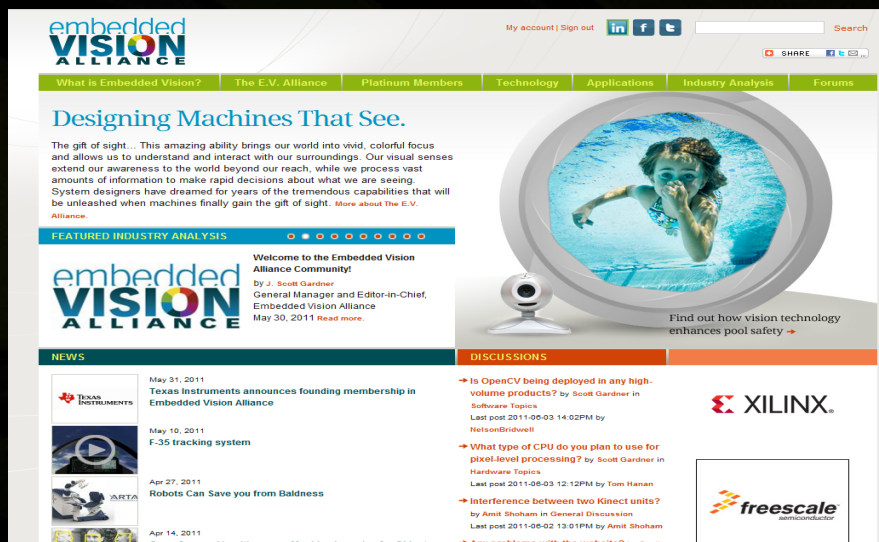 embedded
VISION
ALLIANCE
My account | Sign out
in f t
Search
SHARE
What is Embedded Vision? The E.V. Alliance Platinum Members Technology Applications Industry Analysis Forums
Designing Machines That See.
The gift of sight... This amazing ability brings our world into vivid, colorful focus
and allows us to understand and interact with our surroundings. Our visual senses
extend our awareness to the world beyond our reach, while we process vast
amounts of information to make rapid decisions about what we are seeing.
System designers have dreamed for years of the tremendous capabilities that will
be unleashed when machines finally gain the gift of sight. More about The E.V.
Alliance.
Find out how vision technology
enhances pool safety →
FEATURED INDUSTRY ANALYSIS
embedded
VISION
ALLIANCE
Welcome to the Embedded Vision
Alliance Community!
by J. Scott Gardner
General Manager and Editor-in-Chief,
Embedded Vision Alliance
May 30, 2011 Read more.
NEWS
TEXAS
INSTRUMENTS
May 31, 2011
Texas Instruments announces founding membership in
Embedded Vision Alliance
May 10, 2011
F-35 tracking system
ARTA
Apr 27, 2011
Robots Can Save you from Baldness
Apr 14, 2011
DISCUSSIONS
→ Is OpenCV being deployed in any high-
volume products? by Scott Gardner in
Software Topics
Last post 2011-06-03 14:02PM by
NelsonBridwell
→ What type of CPU do you plan to use for
pixel-level processing? by Scott Gardner in
Hardware Topics
Last post 2011-06-03 12:12PM by Tom Hanan
→ Interference between two Kinect units?
by Amit Shoham in General Discussion
Last post 2011-06-02 13:01PM by Amit Shoham
XILINX
freescale
semiconductor